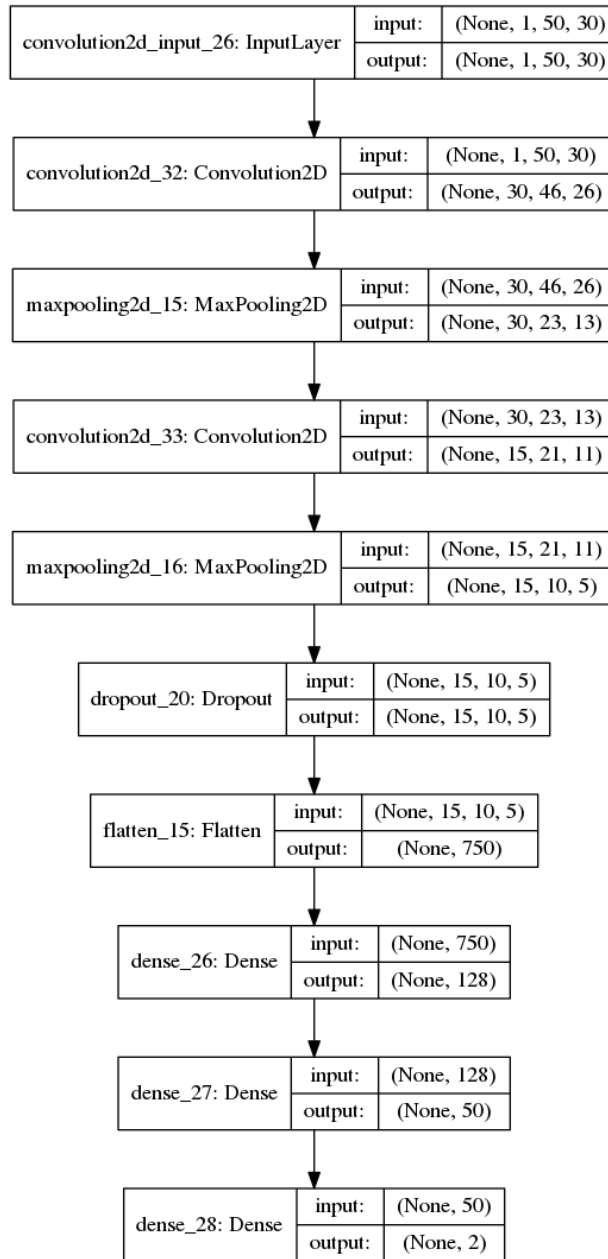 convolution2d_input_26: InputLayer
input: (None, 1, 50, 30)
output: (None, 1, 50, 30)
convolution2d_32: Convolution2D
input: (None, 1, 50, 30)
output: (None, 30, 46, 26)
maxpooling2d_15: MaxPooling2D
input: (None, 30, 46, 26)
output: (None, 30, 23, 13)
convolution2d_33: Convolution2D
input: (None, 30, 23, 13)
output: (None, 15, 21, 11)
maxpooling2d_16: MaxPooling2D
input: (None, 15, 21, 11)
output: (None, 15, 10, 5)
dropout_20: Dropout
input: (None, 15, 10, 5)
output: (None, 15, 10, 5)
flatten_15: Flatten
input: (None, 15, 10, 5)
output: (None, 750)
dense_26: Dense
input: (None, 750)
output: (None, 128)
dense_27: Dense
input: (None, 128)
output: (None, 50)
dense_28: Dense
input: (None, 50)
output: (None, 2)